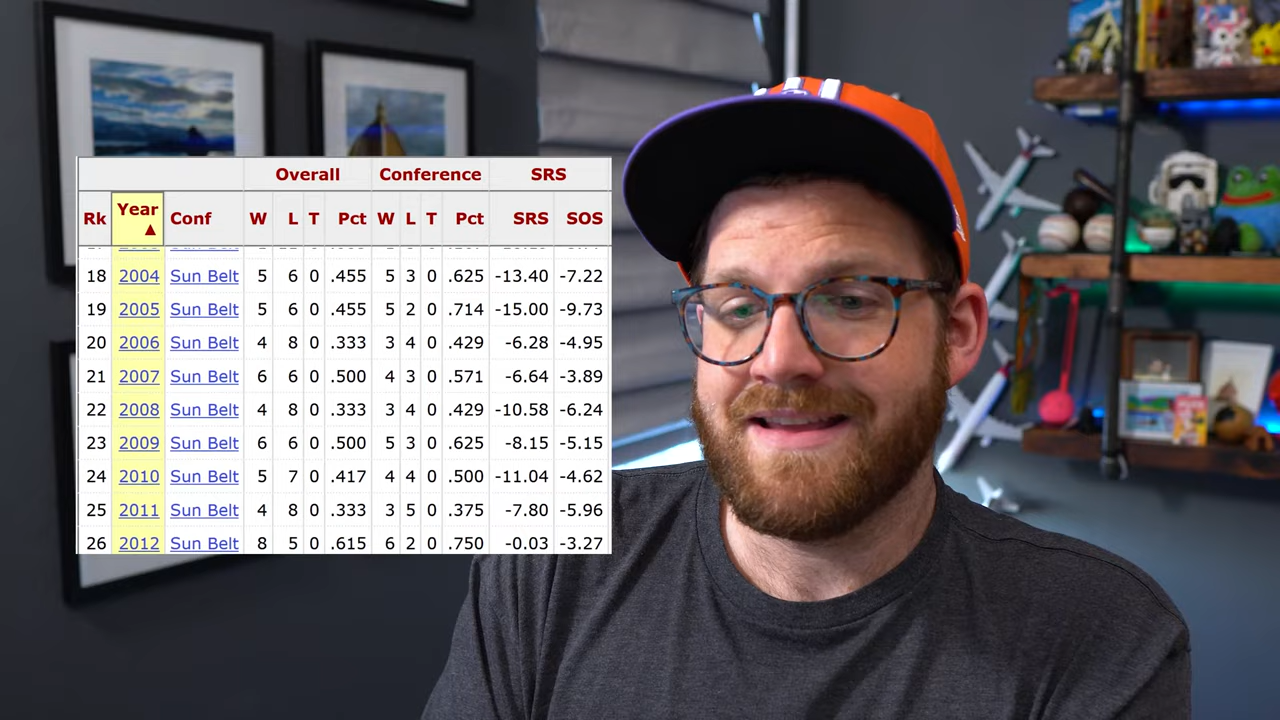 Overall Conference SRS
Rk Year ▲ Conf W L T Pct W L T Pct SRS SOS
18 2004 Sun Belt 5 6 0 .455 5 3 0 .625 -13.40 -7.22
19 2005 Sun Belt 5 6 0 .455 5 2 0 .714 -15.00 -9.73
20 2006 Sun Belt 4 8 0 .333 3 4 0 .429 -6.28 -4.95
21 2007 Sun Belt 6 6 0 .500 4 3 0 .571 -6.64 -3.89
22 2008 Sun Belt 4 8 0 .333 3 4 0 .429 -10.58 -6.24
23 2009 Sun Belt 6 6 0 .500 5 3 0 .625 -8.15 -5.15
24 2010 Sun Belt 5 7 0 .417 4 4 0 .500 -11.04 -4.62
25 2011 Sun Belt 4 8 0 .333 3 5 0 .375 -7.80 -5.96
26 2012 Sun Belt 8 5 0 .615 6 2 0 .750 -0.03 -3.27